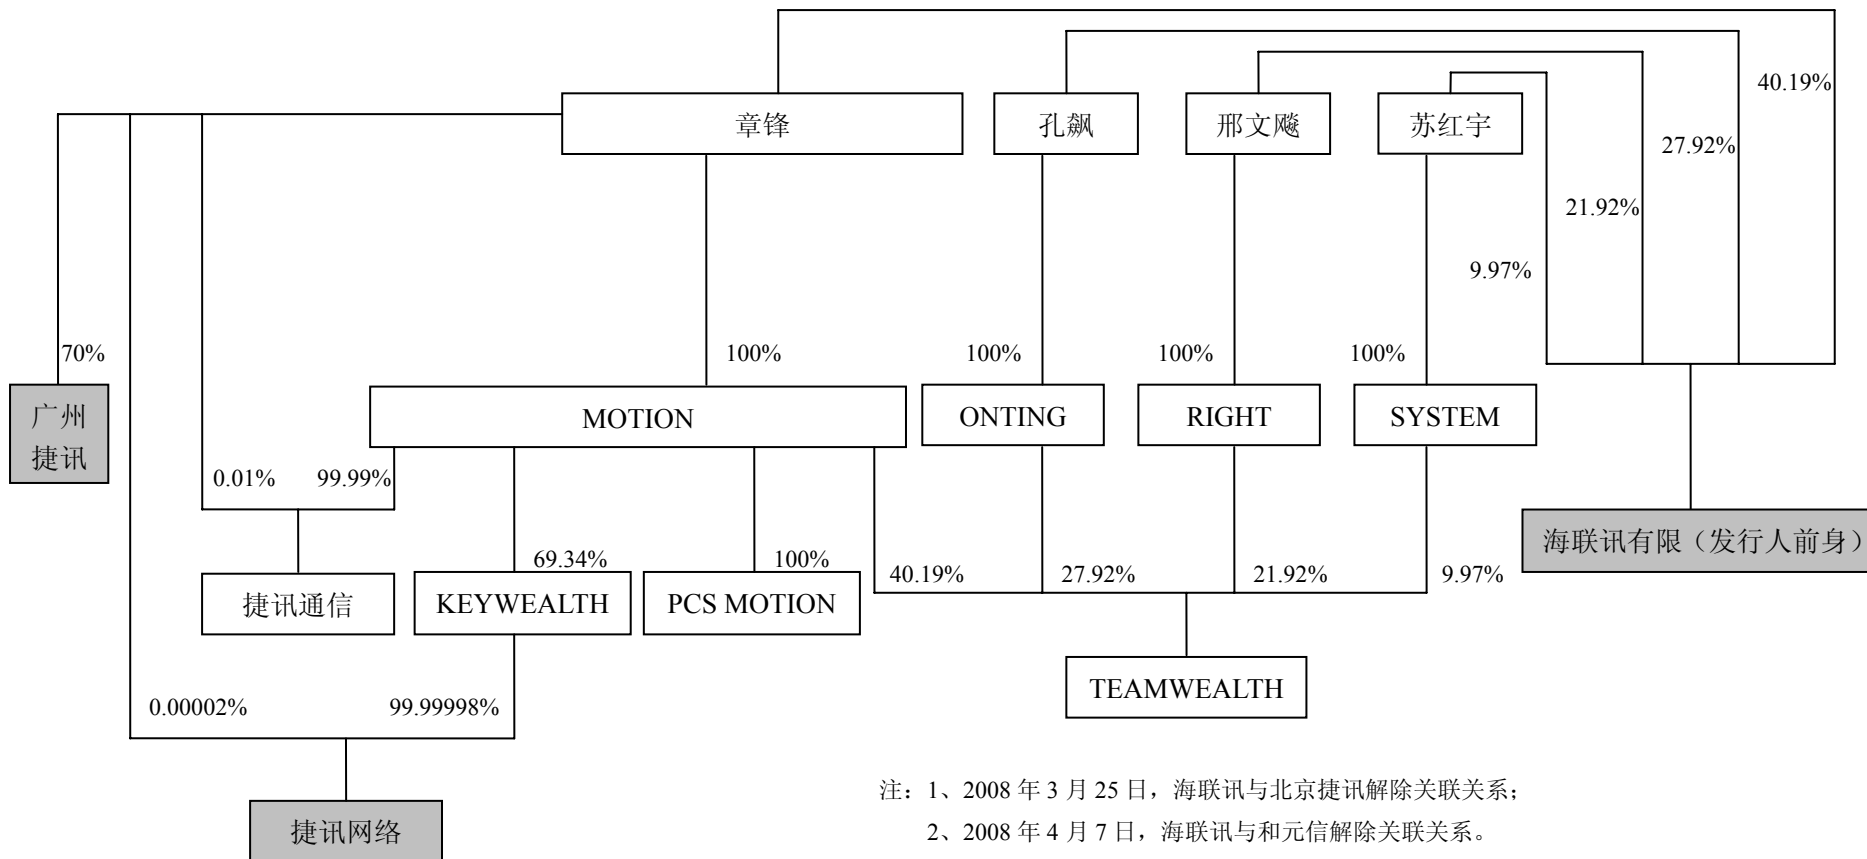 40.19%
章锋
孔飙
邢文飚
苏红宇
27.92%
21.92%
9.97%
70%
100%
100%
100%
100%
广州
捷讯
MOTION
ONTING
RIGHT
SYSTEM
0.01%
99.99%
海联讯有限（发行人前身）
69.34%
100%
40.19%
27.92%
21.92%
9.97%
捷讯通信
KEYWEALTH
PCS MOTION
TEAMWEALTH
0.00002%
99.99998%
注：1、2008 年 3 月 25 日，海联讯与北京捷讯解除关联关系；
2、2008 年 4 月 7 日，海联讯与和元信解除关联关系。
捷讯网络